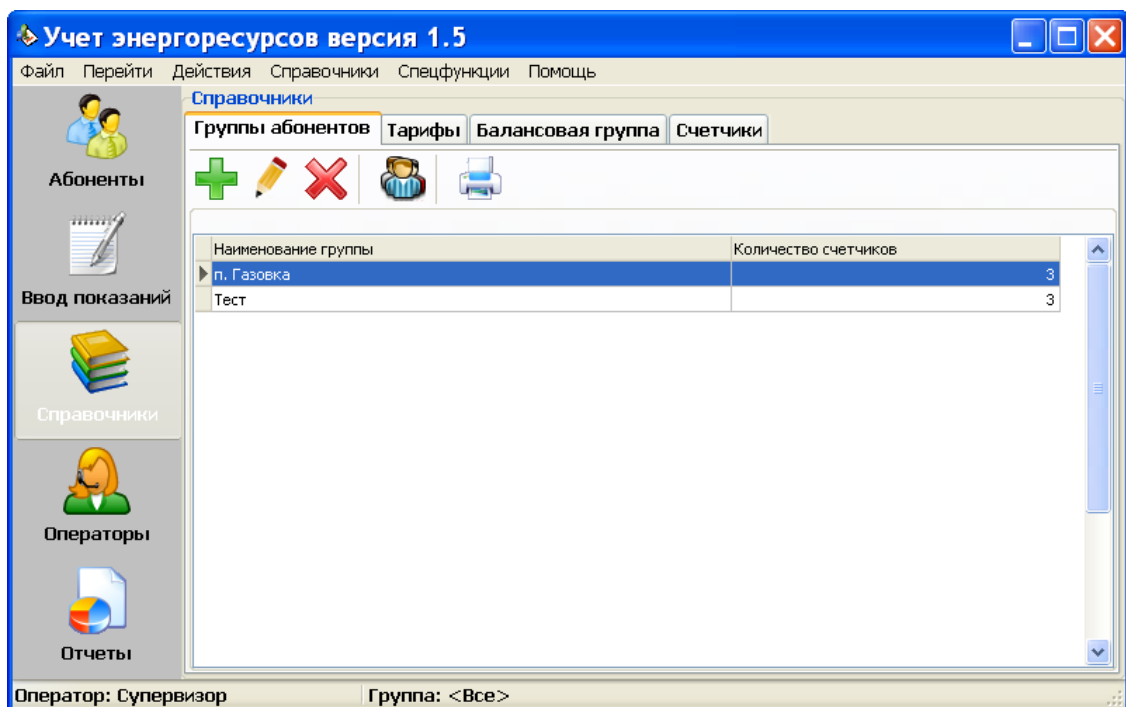 Учет энергоресурсов версия 1.5
Файл Перейти Действия Справочники Спецфункции Помощь
Абоненты
Ввод показаний
Справочники
Операторы
Отчеты
Справочники
Группы абонентов Тарифы Балансовая группа Счетчики
Наименование группы Количество счетчиков
п. Газовка 3
Тест 3
Оператор: Супервизор Группа: <Все>